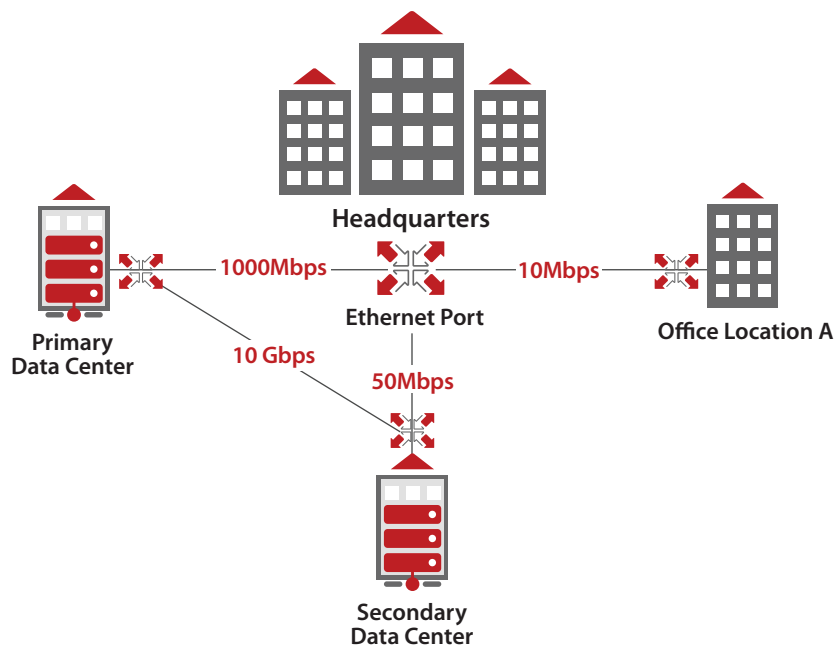 Headquarters
1000Mbps
10Mbps
Ethernet Port
Office Location A
Primary
Data Center
10 Gbps
50Mbps
Secondary
Data Center